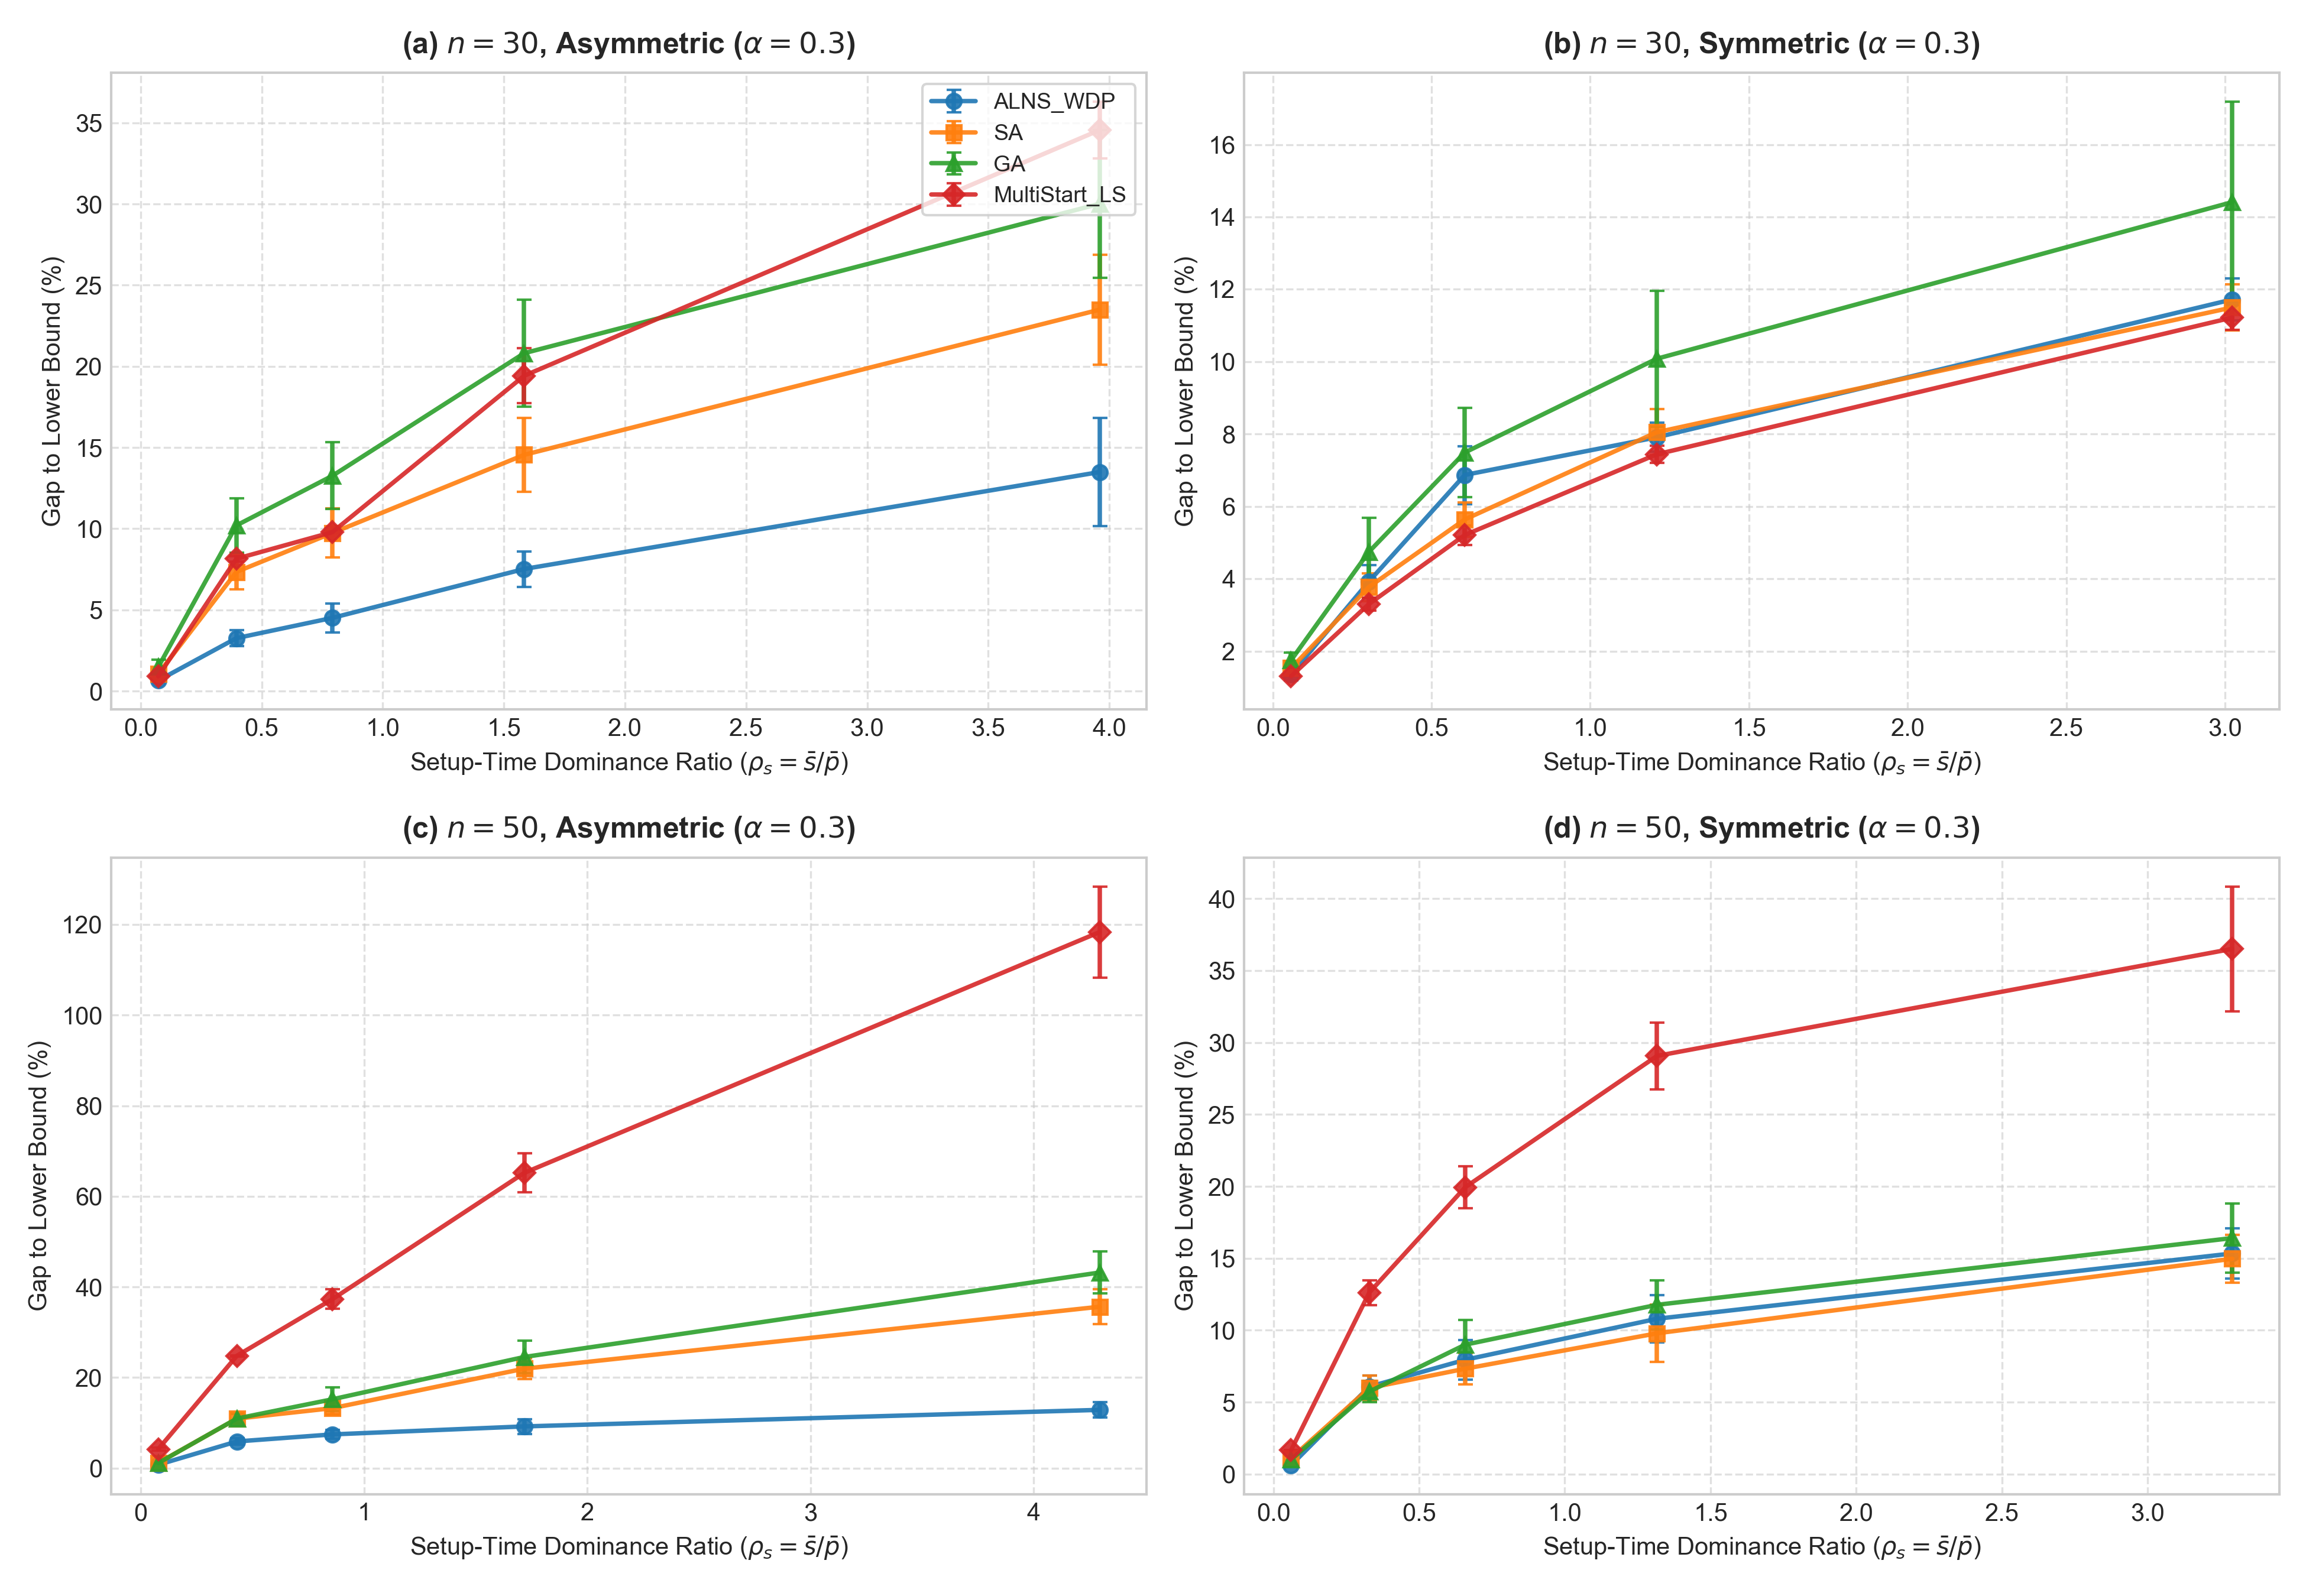 (a) n = 30, Asymmetric (α = 0.3)
35
30
25
20
15
10
5
0
Gap to Lower Bound (%)
ALNS_WDP
SA
GA
MultiStart_LS
0.0 0.5 1.0 1.5 2.0 2.5 3.0 3.5 4.0
Setup-Time Dominance Ratio (ρₛ = s̄/p̄)
(b) n = 30, Symmetric (α = 0.3)
16
14
12
10
8
6
4
2
Gap to Lower Bound (%)
0.0 0.5 1.0 1.5 2.0 2.5 3.0
Setup-Time Dominance Ratio (ρₛ = s̄/p̄)
(c) n = 50, Asymmetric (α = 0.3)
120
100
80
60
40
20
0
Gap to Lower Bound (%)
0 1 2 3 4
Setup-Time Dominance Ratio (ρₛ = s̄/p̄)
(d) n = 50, Symmetric (α = 0.3)
40
35
30
25
20
15
10
5
0
Gap to Lower Bound (%)
0.0 0.5 1.0 1.5 2.0 2.5 3.0
Setup-Time Dominance Ratio (ρₛ = s̄/p̄)